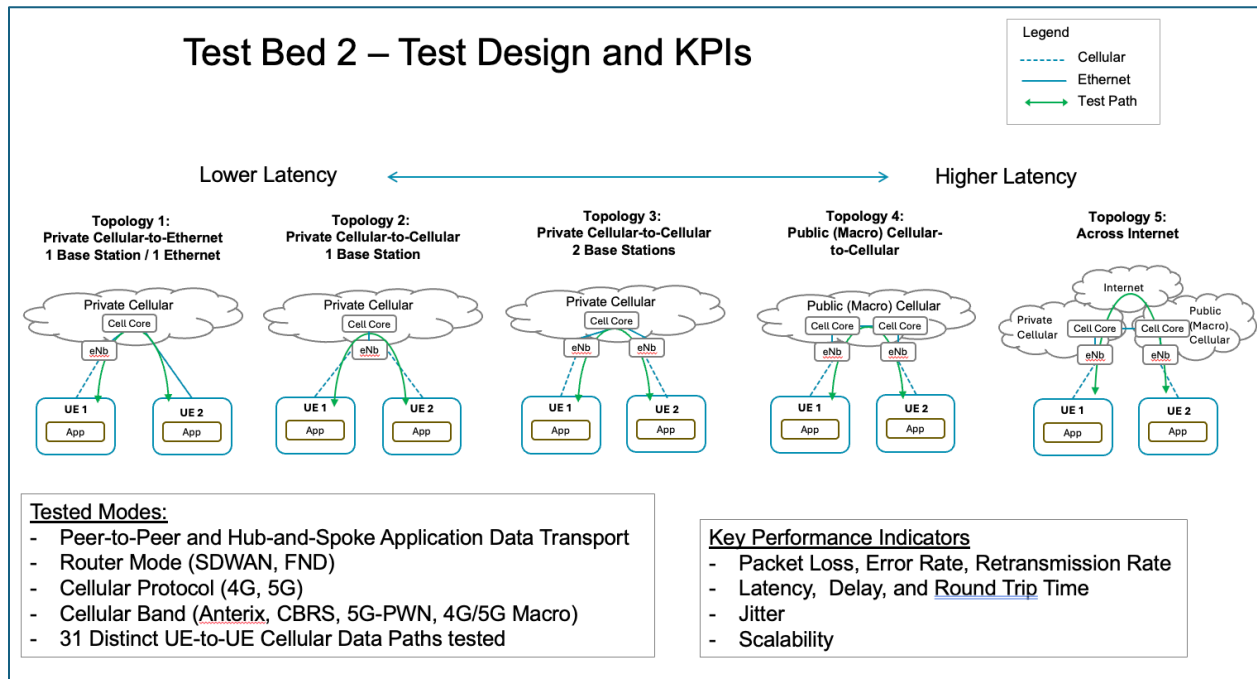 Test Bed 2 – Test Design and KPIs
Legend
Cellular
Ethernet
Test Path
Lower Latency
Higher Latency
Topology 1:
Private Cellular-to-Ethernet
1 Base Station / 1 Ethernet
Private Cellular
Cell Core
eNb
UE 1
App
UE 2
App
Topology 2:
Private Cellular-to-Cellular
1 Base Station
Private Cellular
Cell Core
eNb
UE 1
App
UE 2
App
Topology 3:
Private Cellular-to-Cellular
2 Base Stations
Private Cellular
Cell Core
eNb
eNb
UE 1
App
UE 2
App
Topology 4:
Public (Macro) Cellular-
to-Cellular
Public (Macro) Cellular
Cell Core
Cell Core
eNb
eNb
UE 1
App
UE 2
App
Topology 5:
Across Internet
Internet
Private
Cellular
Cell Core
Cell Core
Public
(Macro)
Cellular
eNb
eNb
UE 1
App
UE 2
App
Tested Modes:
- Peer-to-Peer and Hub-and-Spoke Application Data Transport
- Router Mode (SDWAN, FND)
- Cellular Protocol (4G, 5G)
- Cellular Band (Anterix, CBRS, 5G-PWN, 4G/5G Macro)
- 31 Distinct UE-to-UE Cellular Data Paths tested
Key Performance Indicators
- Packet Loss, Error Rate, Retransmission Rate
- Latency, Delay, and Round Trip Time
- Jitter
- Scalability